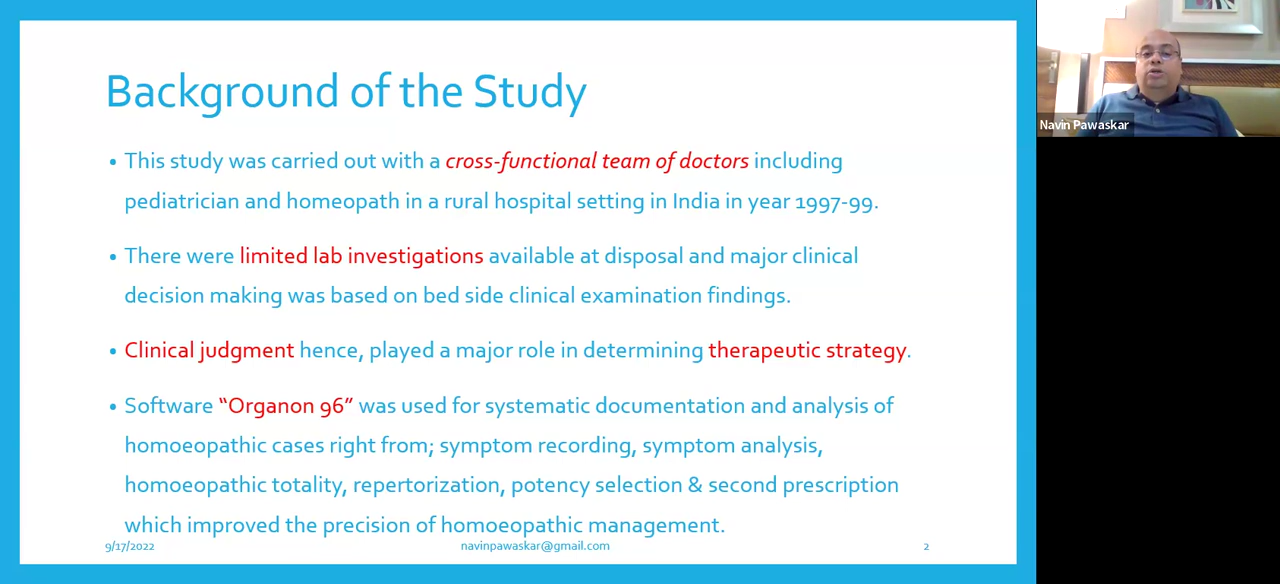 Background of the Study
• This study was carried out with a cross-functional team of doctors including
pediatrician and homeopath in a rural hospital setting in India in year 1997-99.
• There were limited lab investigations available at disposal and major clinical
decision making was based on bed side clinical examination findings.
• Clinical judgment hence, played a major role in determining therapeutic strategy.
• Software “Organon 96” was used for systematic documentation and analysis of
homoeopathic cases right from; symptom recording, symptom analysis,
homoeopathic totality, repertorization, potency selection & second prescription
which improved the precision of homoeopathic management.
9/17/2022 navinpawaskar@gmail.com 2
Navin Pawaskar